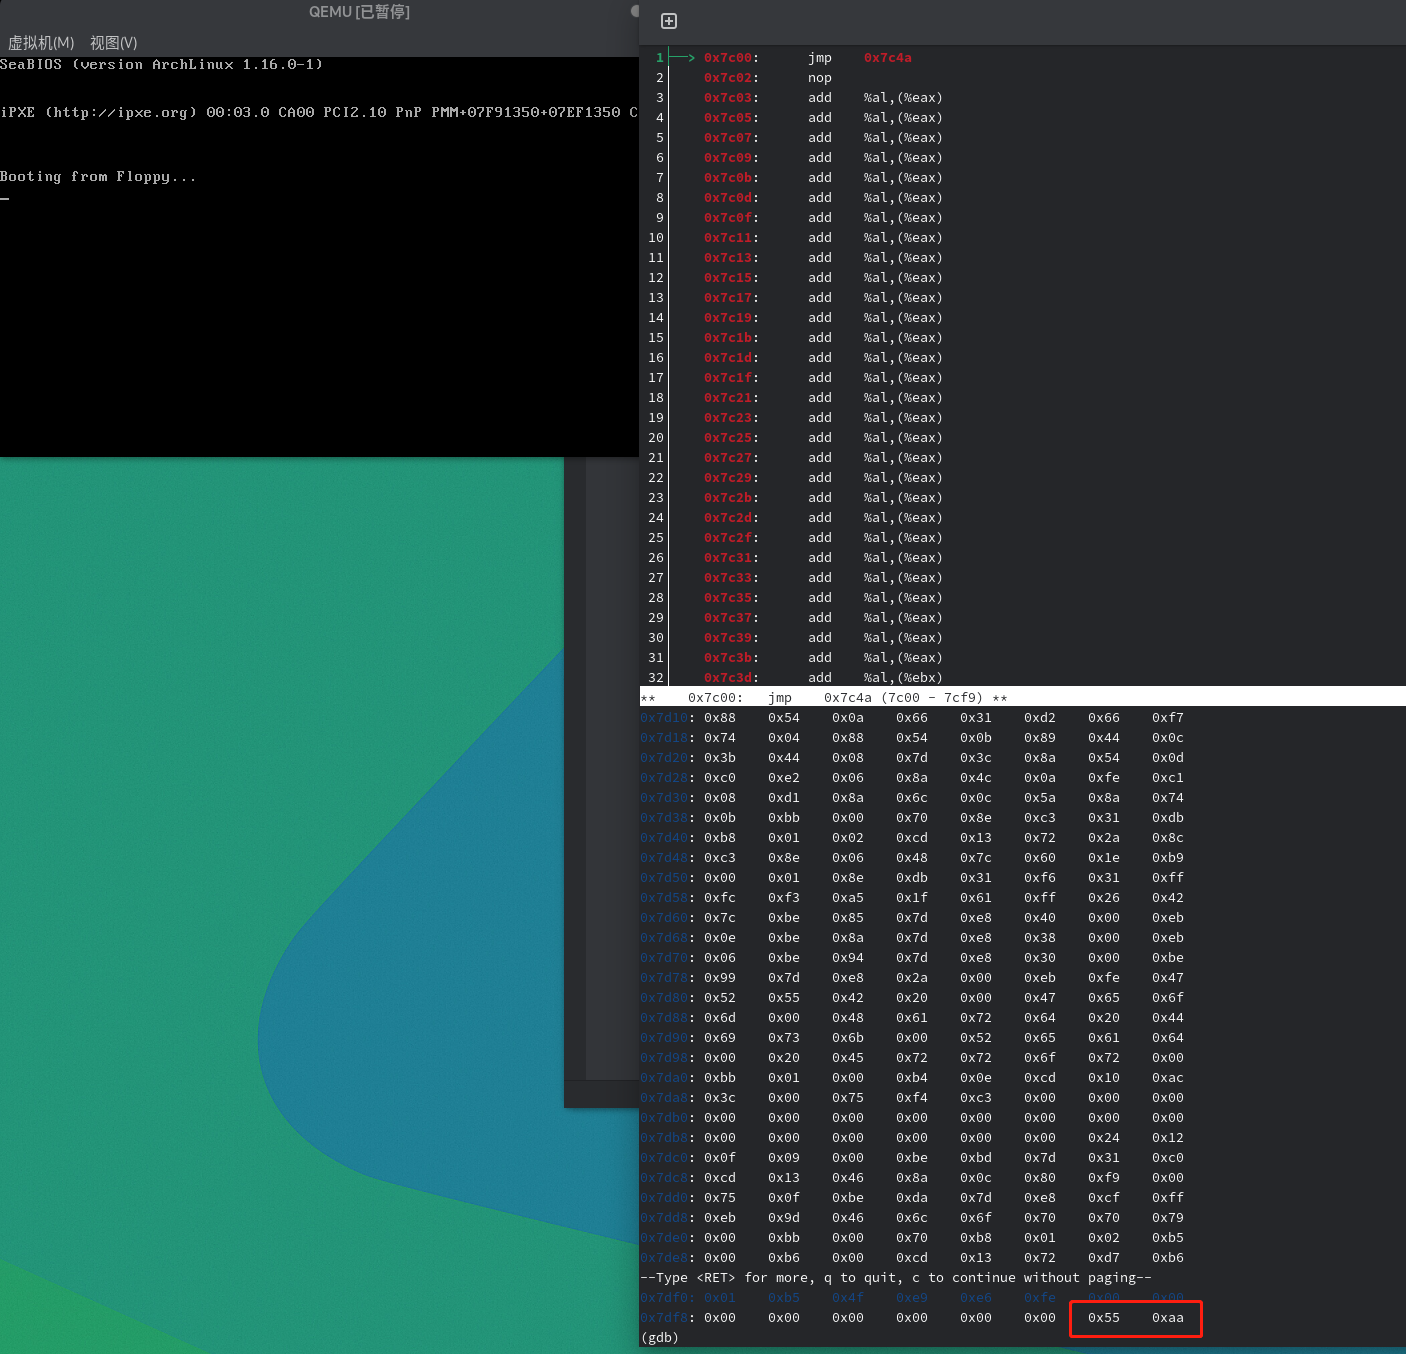 QEMU [已暂停]
虚拟机(M) 视图(V)
SeaBIOS (version ArchLinux 1.16.0-1)
iPXE (http://ipxe.org) 00:03.0 CA00 PCI2.10 PnP PMM+07F91350+07EF1350 C
Booting from Floppy...
1 ──> 0x7c00: jmp 0x7c4a
2 0x7c02: nop
3 0x7c03: add %al,(%eax)
4 0x7c05: add %al,(%eax)
5 0x7c07: add %al,(%eax)
6 0x7c09: add %al,(%eax)
7 0x7c0b: add %al,(%eax)
8 0x7c0d: add %al,(%eax)
9 0x7c0f: add %al,(%eax)
10 0x7c11: add %al,(%eax)
11 0x7c13: add %al,(%eax)
12 0x7c15: add %al,(%eax)
13 0x7c17: add %al,(%eax)
14 0x7c19: add %al,(%eax)
15 0x7c1b: add %al,(%eax)
16 0x7c1d: add %al,(%eax)
17 0x7c1f: add %al,(%eax)
18 0x7c21: add %al,(%eax)
19 0x7c23: add %al,(%eax)
20 0x7c25: add %al,(%eax)
21 0x7c27: add %al,(%eax)
22 0x7c29: add %al,(%eax)
23 0x7c2b: add %al,(%eax)
24 0x7c2d: add %al,(%eax)
25 0x7c2f: add %al,(%eax)
26 0x7c31: add %al,(%eax)
27 0x7c33: add %al,(%eax)
28 0x7c35: add %al,(%eax)
29 0x7c37: add %al,(%eax)
30 0x7c39: add %al,(%eax)
31 0x7c3b: add %al,(%eax)
32 0x7c3d: add %al,(%ebx)
** 0x7c00: jmp 0x7c4a (7c00 - 7cf9) **
0x7d10: 0x88 0x54 0x0a 0x66 0x31 0xd2 0x66 0xf7
0x7d18: 0x74 0x04 0x88 0x54 0x0b 0x89 0x44 0x0c
0x7d20: 0x3b 0x44 0x08 0x7d 0x3c 0x8a 0x54 0x0d
0x7d28: 0xc0 0xe2 0x06 0x8a 0x4c 0x0a 0xfe 0xc1
0x7d30: 0x08 0xd1 0x8a 0x6c 0x0c 0x5a 0x8a 0x74
0x7d38: 0x0b 0xbb 0x00 0x70 0x8e 0xc3 0x31 0xdb
0x7d40: 0xb8 0x01 0x02 0xcd 0x13 0x72 0x2a 0x8c
0x7d48: 0xc3 0x8e 0x06 0x48 0x7c 0x60 0x1e 0xb9
0x7d50: 0x00 0x01 0x8e 0xdb 0x31 0xf6 0x31 0xff
0x7d58: 0xfc 0xf3 0xa5 0x1f 0x61 0xff 0x26 0x42
0x7d60: 0x7c 0xbe 0x85 0x7d 0xe8 0x40 0x00 0xeb
0x7d68: 0x0e 0xbe 0x8a 0x7d 0xe8 0x38 0x00 0xeb
0x7d70: 0x06 0xbe 0x94 0x7d 0xe8 0x30 0x00 0xbe
0x7d78: 0x99 0x7d 0xe8 0x2a 0x00 0xeb 0xfe 0x47
0x7d80: 0x52 0x55 0x42 0x20 0x00 0x47 0x65 0x6f
0x7d88: 0x6d 0x00 0x48 0x61 0x72 0x64 0x20 0x44
0x7d90: 0x69 0x73 0x6b 0x00 0x52 0x65 0x61 0x64
0x7d98: 0x00 0x20 0x45 0x72 0x72 0x6f 0x72 0x00
0x7da0: 0xbb 0x01 0x00 0xb4 0x0e 0xcd 0x10 0xac
0x7da8: 0x3c 0x00 0x75 0xf4 0xc3 0x00 0x00 0x00
0x7db0: 0x00 0x00 0x00 0x00 0x00 0x00 0x00 0x00
0x7db8: 0x00 0x00 0x00 0x00 0x00 0x00 0x24 0x12
0x7dc0: 0x0f 0x09 0x00 0xbe 0xbd 0x7d 0x31 0xc0
0x7dc8: 0xcd 0x13 0x46 0x8a 0x0c 0x80 0xf9 0x00
0x7dd0: 0x75 0x0f 0xbe 0xda 0x7d 0xe8 0xcf 0xff
0x7dd8: 0xeb 0x9d 0x46 0x6c 0x6f 0x70 0x70 0x79
0x7de0: 0x00 0xbb 0x00 0x70 0xb8 0x01 0x02 0xb5
0x7de8: 0x00 0xb6 0x00 0xcd 0x13 0x72 0xd7 0xb6
--Type <RET> for more, q to quit, c to continue without paging--
0x7df0: 0x01 0xb5 0x4f 0xe9 0xe6 0xfe 0x00 0x00
0x7df8: 0x00 0x00 0x00 0x00 0x00 0x00 0x55 0xaa
(gdb)